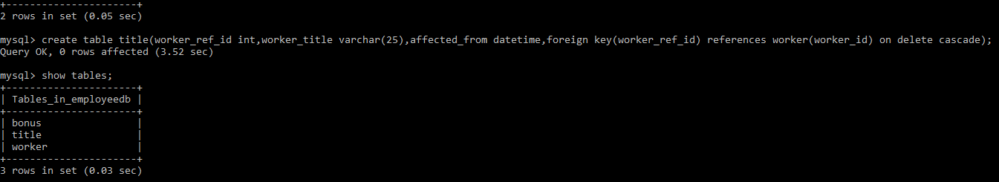 +----------------------+
2 rows in set (0.05 sec)
mysql> create table title(worker_ref_id int,worker_title varchar(25),affected_from datetime,foreign key(worker_ref_id) references worker(worker_id) on delete cascade);
Query OK, 0 rows affected (3.52 sec)
mysql> show tables;
+----------------------+
| Tables_in_employeedb |
+----------------------+
| bonus                |
| title                |
| worker               |
+----------------------+
3 rows in set (0.03 sec)